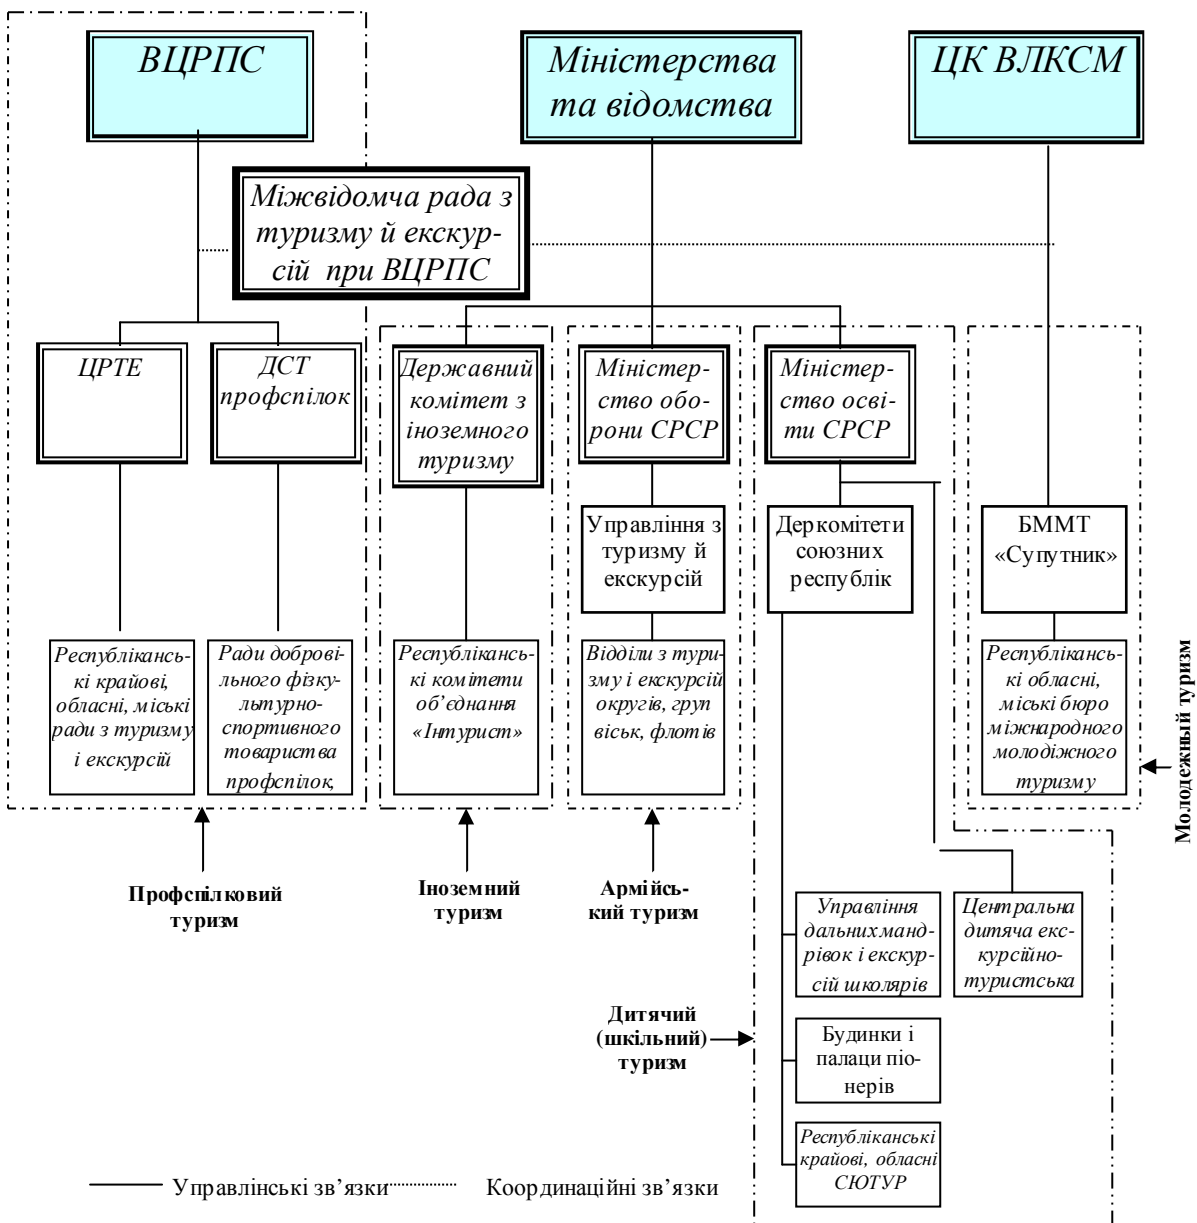 ВЦРПС
Міністерства
та відомства
ЦК ВЛКСМ
Міжвідомча рада з
туризму й екскур-
сій при ВЦРПС
ЦРТЕ
ДСТ
профспілок
Державний
комітет з
іноземного
туризму
Міністер-
ство обо-
рони СРСР
Міністер-
ство осві-
ти СРСР
Управління з
туризму й
екскурсій
Деркомітети
союзних
республік
БММТ
«Супутник»
Республікансь-
кі крайові,
обласні, міські
ради з туризму
і екскурсій
Ради доброві-
льного фізку-
льтурно-
спортивного
товариства
профспілок,
Республікансь-
кі комітети
об’єднання
«Інтурист»
Відділи з тури-
зму і екскурсій
округів, груп
військ, флотів
Республікансь-
кі обласні,
міські бюро
міжнародного
молодіжного
туризму
Молодежный туризм
Профспілковий
туризм
Іноземний
туризм
Армійсь-
кий туризм
Управління
дальних манд-
рівок і екскур-
сій школярів
Центральна
дитяча екс-
курсійно-
туристська
Дитячий
(шкільний)
туризм
Будинки і
палаци піо-
нерів
Республіканські
крайові, обласні
СЮТУР
Управлінські зв’язки
Координаційні зв’язки